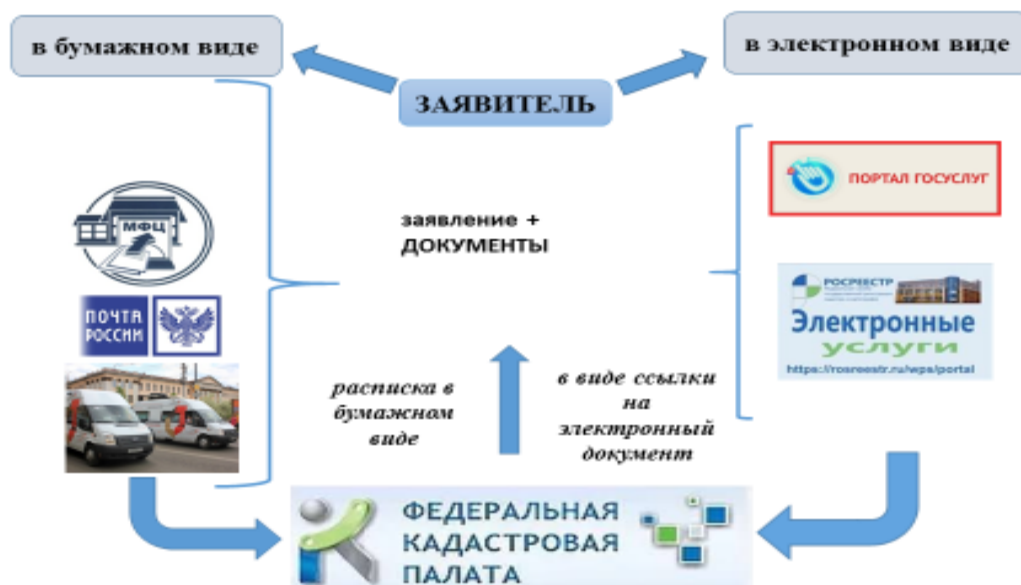 в бумажном виде
в электронном виде
ЗАЯВИТЕЛЬ
МФЦ
ПОЧТА
РОССИИ
заявление +
ДОКУМЕНТЫ
ПОРТАЛ ГОСУСЛУГ
РОСРЕЕСТР
Электронные
услуги
https://rosreestr.ru/wps/portal
расписка в
бумажном
виде
в виде ссылки
на
электронный
документ
ФЕДЕРАЛЬНАЯ
КАДАСТРОВАЯ
ПАЛАТА